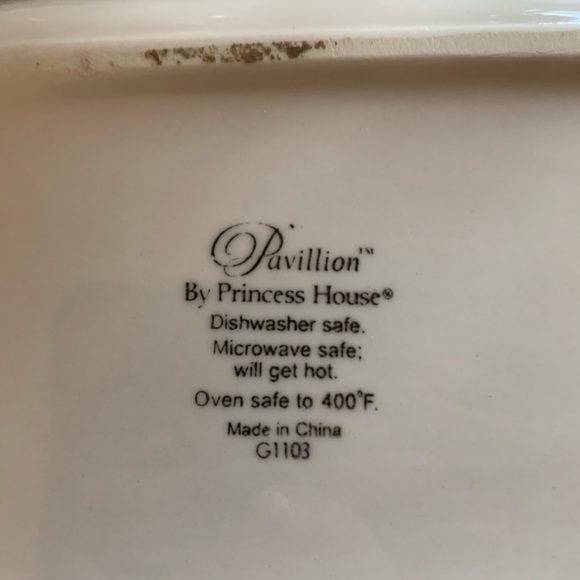 Pavillion™
By Princess House®
Dishwasher safe.
Microwave safe;
will get hot.
Oven safe to 400°F.
Made in China
G1103